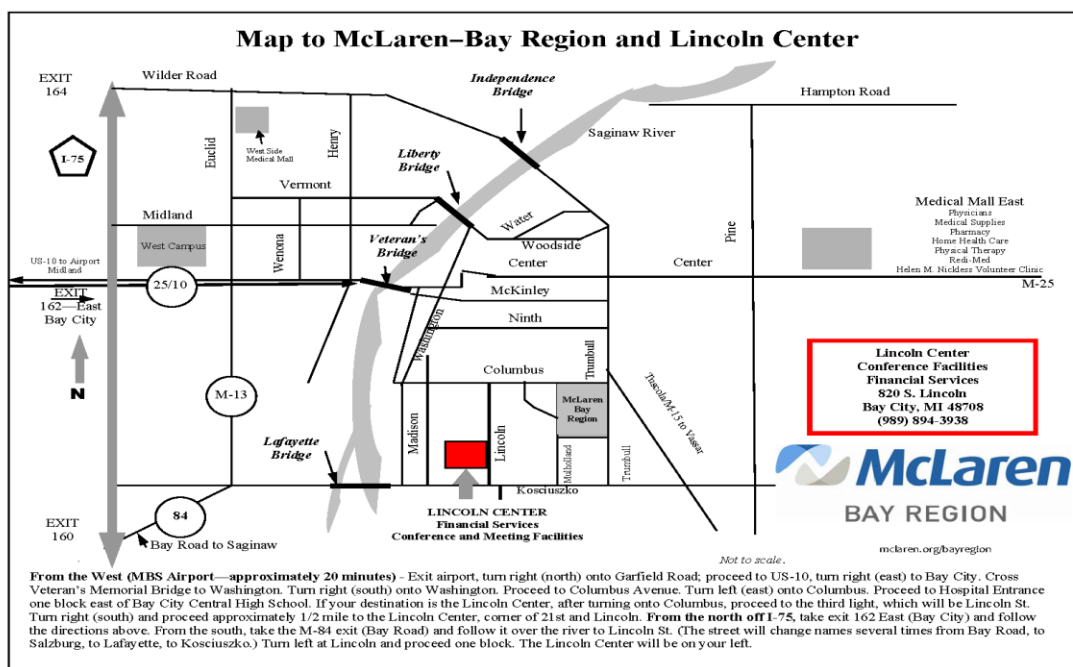 Map to McLaren–Bay Region and Lincoln Center
EXIT
164
Wilder Road
Independence
Bridge
Hampton Road
Saginaw River
I-75
Euclid
West Side
Medical Mall
Henry
Liberty
Bridge
Vermont
Midland
West Campus
Wenona
Veteran's
Bridge
Water
Woodside
Pine
Medical Mall East
Physicians
Medical Supplies
Pharmacy
Home Health Care
Physical Therapy
Redi-Med
Helen M. Nickless Volunteer Clinic
US-10 to Airport
Midland
Center
Center
M-25
25/10
EXIT
162—East
Bay City
McKinley
Ninth
Washington
Trumbull
N
Columbus
Lincoln Center
Conference Facilities
Financial Services
820 S. Lincoln
Bay City, MI 48708
(989) 894-3938
M-13
Madison
Lincoln
McLaren
Bay
Region
Tuscola/M-15 to Vassar
Lafayette
Bridge
Mulholland
Trumbull
Kosciuszko
McLaren
BAY REGION
mclaren.org/bayregion
84
EXIT
160
Bay Road to Saginaw
LINCOLN CENTER
Financial Services
Conference and Meeting Facilities
Not to scale.
From the West (MBS Airport—approximately 20 minutes) - Exit airport, turn right (north) onto Garfield Road; proceed to US-10, turn right (east) to Bay City. Cross
Veteran's Memorial Bridge to Washington. Turn right (south) onto Washington. Proceed to Columbus Avenue. Turn left (east) onto Columbus. Proceed to Hospital Entrance
one block east of Bay City Central High School. If your destination is the Lincoln Center, after turning onto Columbus, proceed to the third light, which will be Lincoln St.
Turn right (south) and proceed approximately 1/2 mile to the Lincoln Center, corner of 21st and Lincoln. From the north off I-75, take exit 162 East (Bay City) and follow
the directions above. From the south, take the M-84 exit (Bay Road) and follow it over the river to Lincoln St. (The street will change names several times from Bay Road, to
Salzburg, to Lafayette, to Kosciuszko.) Turn left at Lincoln and proceed one block. The Lincoln Center will be on your left.